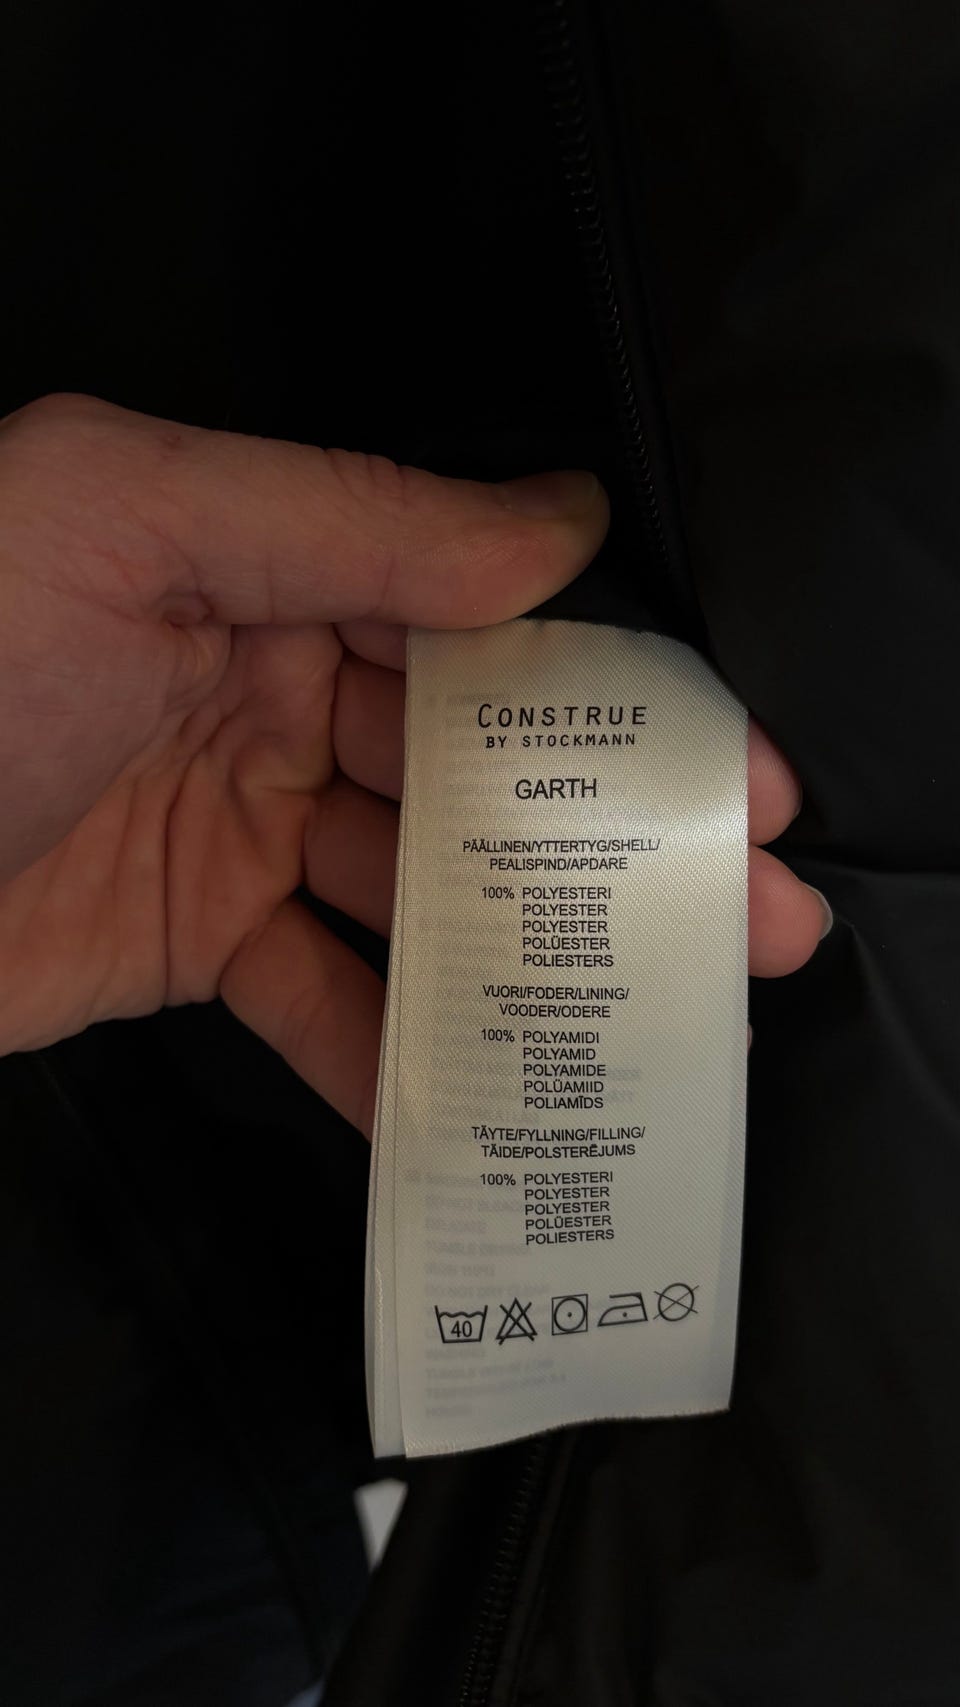 CONSTRUE
BY STOCKMANN
GARTH
PÄÄLLINEN/YTTERTYG/SHELL/
PEALISPIND/APDARE
100% POLYESTERI
POLYESTER
POLYESTER
POLÜESTER
POLIESTERS
VUORI/FODER/LINING/
VOODER/ODERE
100% POLYAMIDI
POLYAMID
POLYAMIDE
POLÜAMIID
POLIAMĪDS
TÄYTE/FYLLNING/FILLING/
TÄIDE/POLSTERĒJUMS
100% POLYESTERI
POLYESTER
POLYESTER
POLÜESTER
POLIESTERS
40